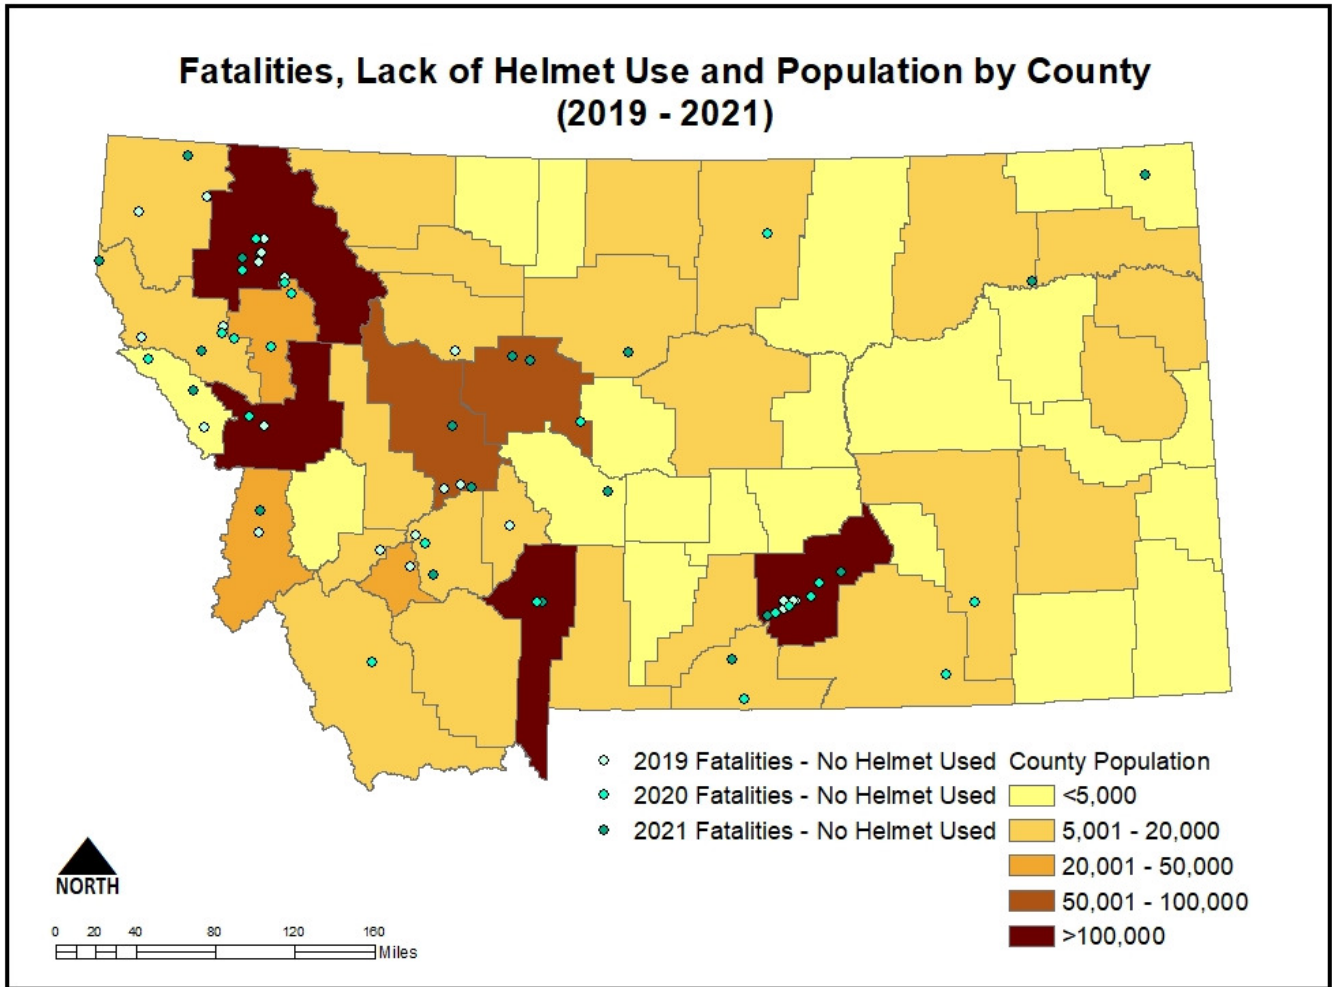 Fatalities, Lack of Helmet Use and Population by County
(2019 - 2021)
2019 Fatalities - No Helmet Used
2020 Fatalities - No Helmet Used
2021 Fatalities - No Helmet Used
County Population
<5,000
5,001 - 20,000
20,001 - 50,000
50,001 - 100,000
>100,000
NORTH
0 20 40 80 120 160
Miles